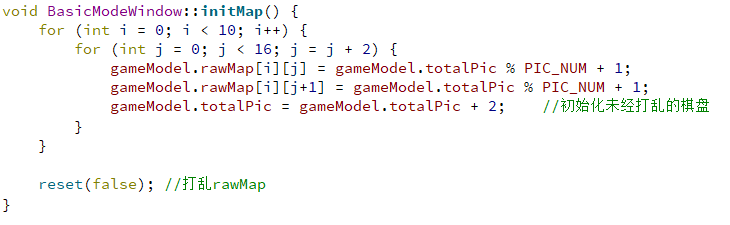 void BasicModeWindow::initMap() {
    for (int i = 0; i < 10; i++) {
        for (int j = 0; j < 16; j = j + 2) {
            gameModel.rawMap[i][j] = gameModel.totalPic % PIC_NUM + 1;
            gameModel.rawMap[i][j+1] = gameModel.totalPic % PIC_NUM + 1;
            gameModel.totalPic = gameModel.totalPic + 2;     //初始化未经打乱的棋盘
        }
    }

    reset(false); //打乱rawMap
}